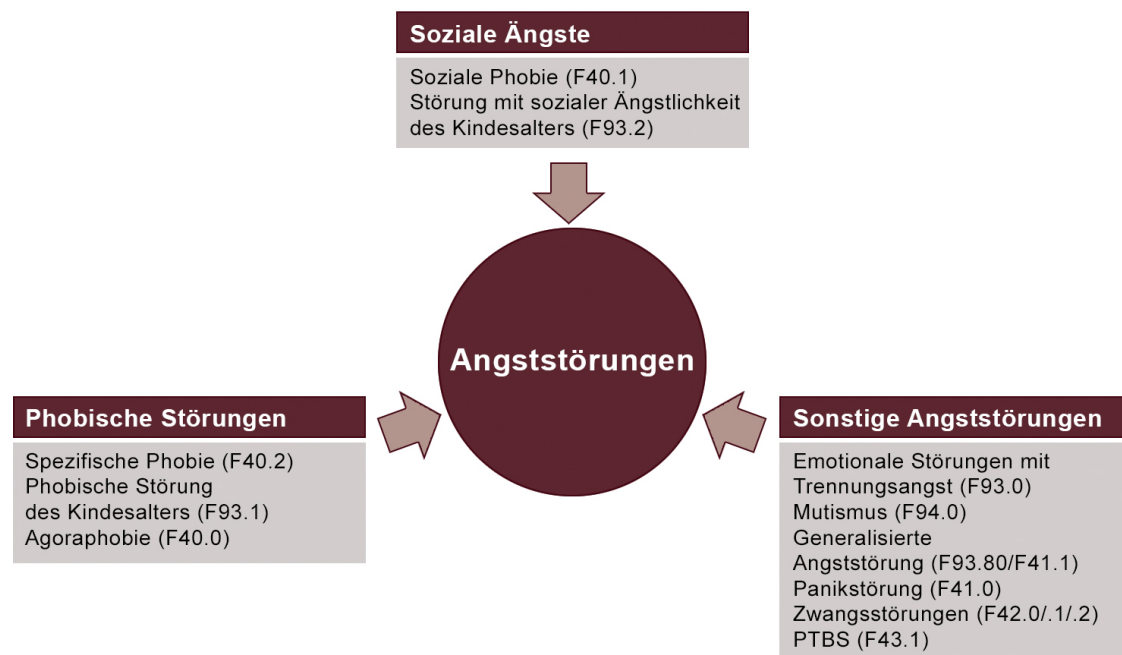 Soziale Ängste
Soziale Phobie (F40.1)
Störung mit sozialer Ängstlichkeit
des Kindesalters (F93.2)
Angststörungen
Phobische Störungen
Spezifische Phobie (F40.2)
Phobische Störung
des Kindesalters (F93.1)
Agoraphobie (F40.0)
Sonstige Angststörungen
Emotionale Störungen mit
Trennungsangst (F93.0)
Mutismus (F94.0)
Generalisierte
Angststörung (F93.80/F41.1)
Panikstörung (F41.0)
Zwangsstörungen (F42.0/.1/.2)
PTBS (F43.1)